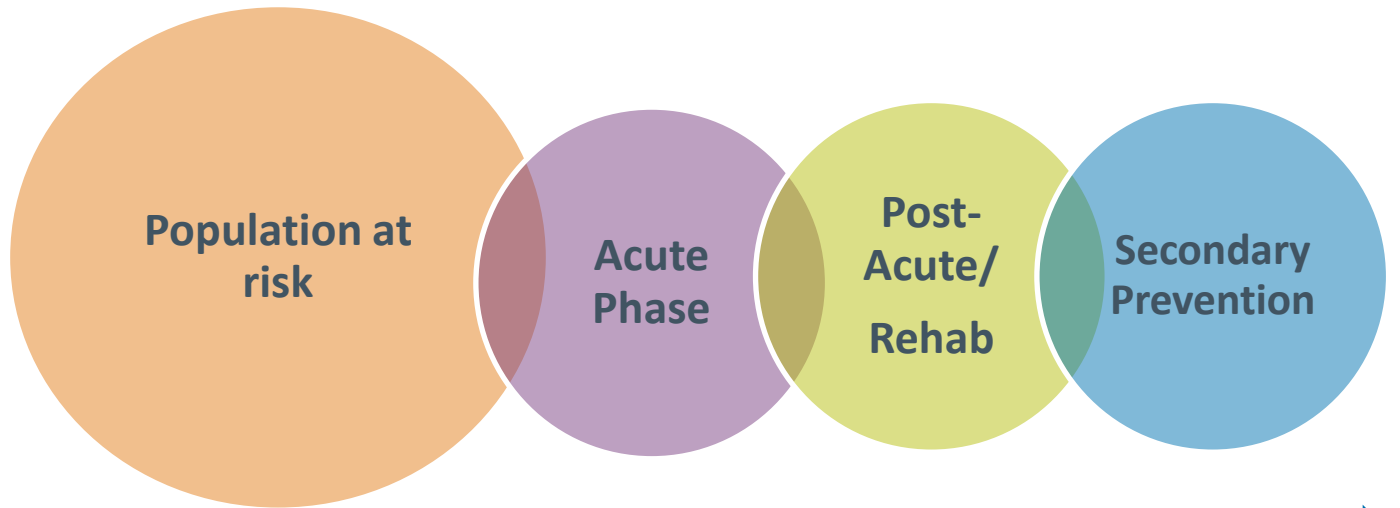 Population at
risk
Acute
Phase
Post-
Acute/
Rehab
Secondary
Prevention